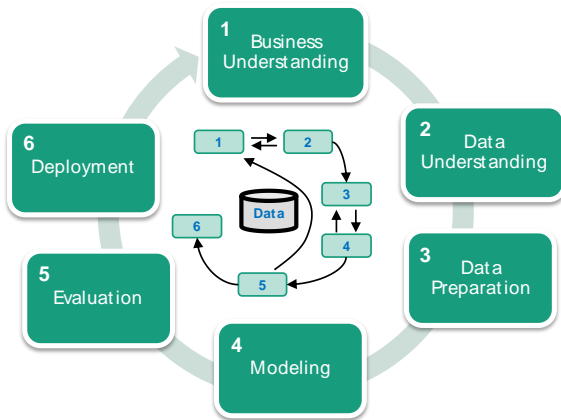 1
Business
Understanding
2
Data
Understanding
3
Data
Preparation
4
Modeling
5
Evaluation
6
Deployment
1
2
3
4
5
6
Data